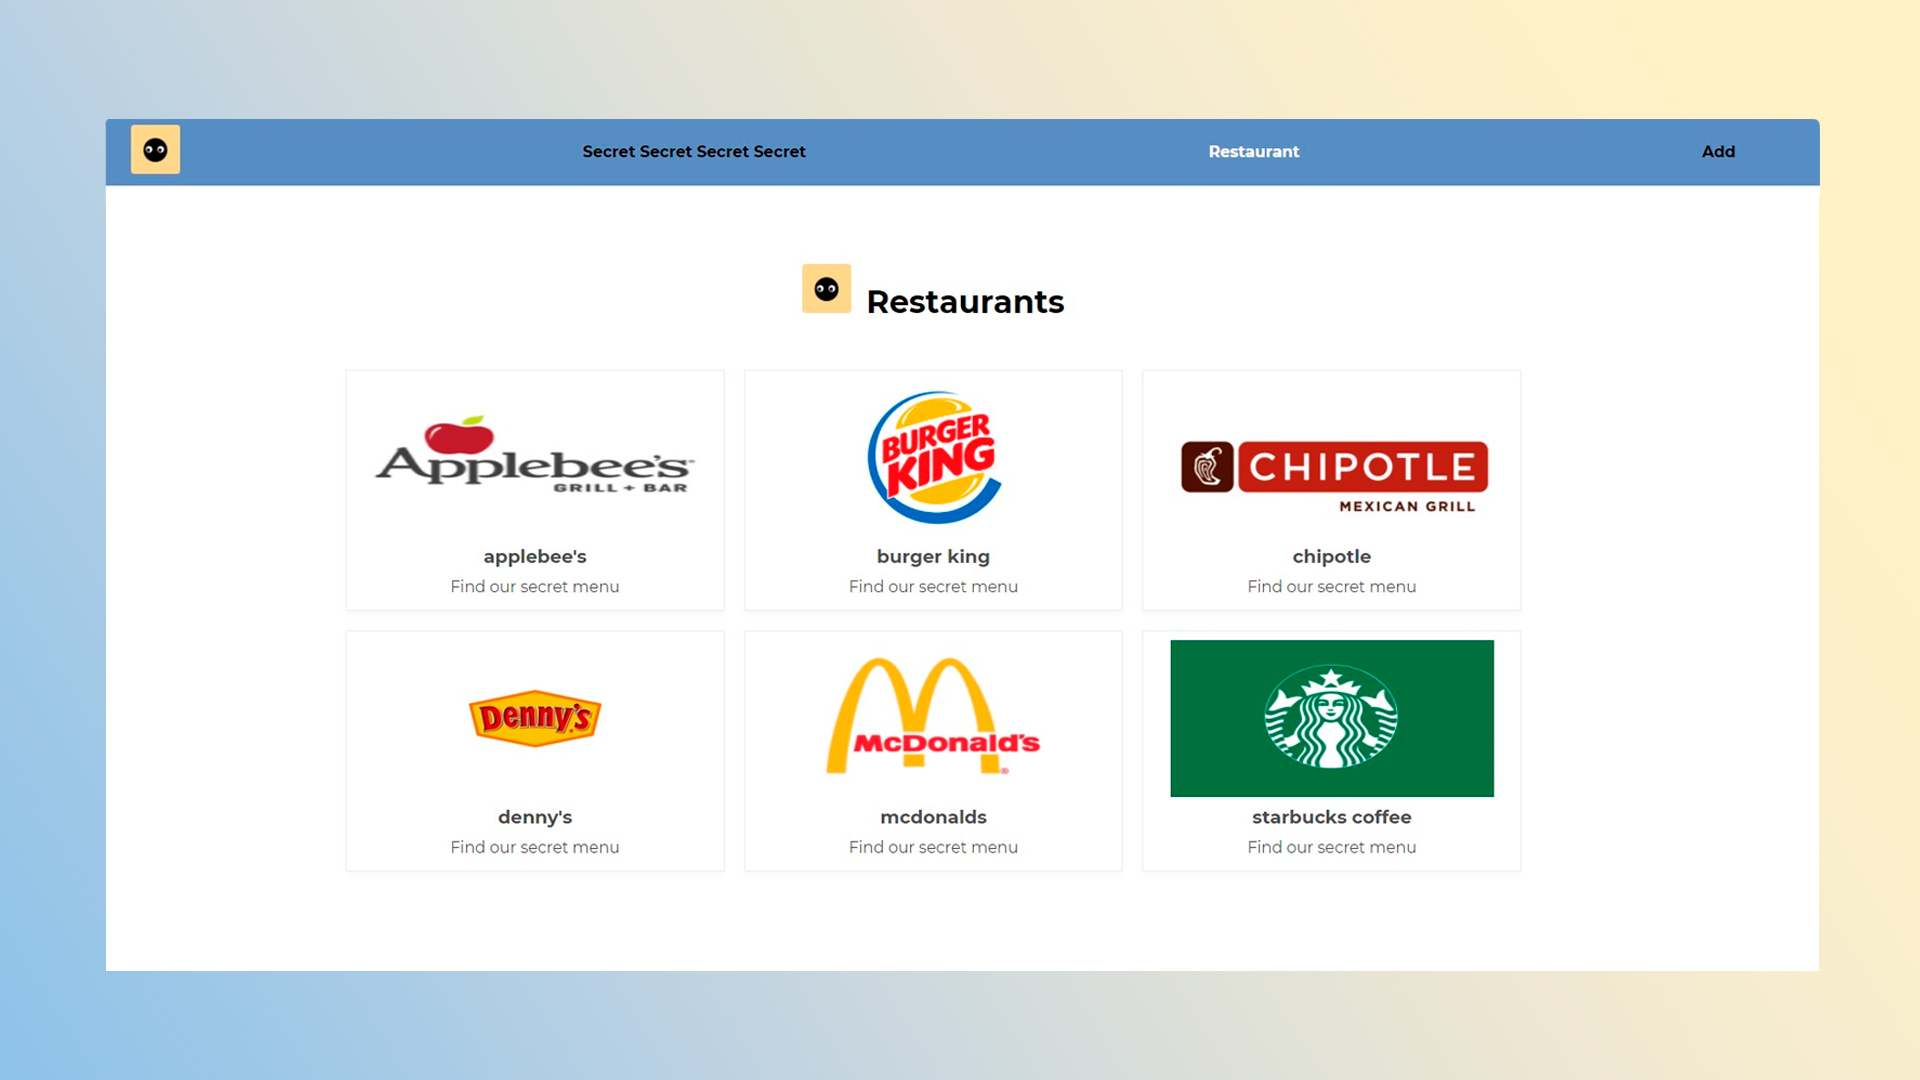 Secret Secret Secret Secret
Restaurant
Add
Restaurants
Applebee's
GRILL + BAR
BURGER
KING
CHIPOTLE
MEXICAN GRILL
applebee's
burger king
chipotle
Find our secret menu
Find our secret menu
Find our secret menu
Denny's
McDonald's
denny's
mcdonalds
starbucks coffee
Find our secret menu
Find our secret menu
Find our secret menu